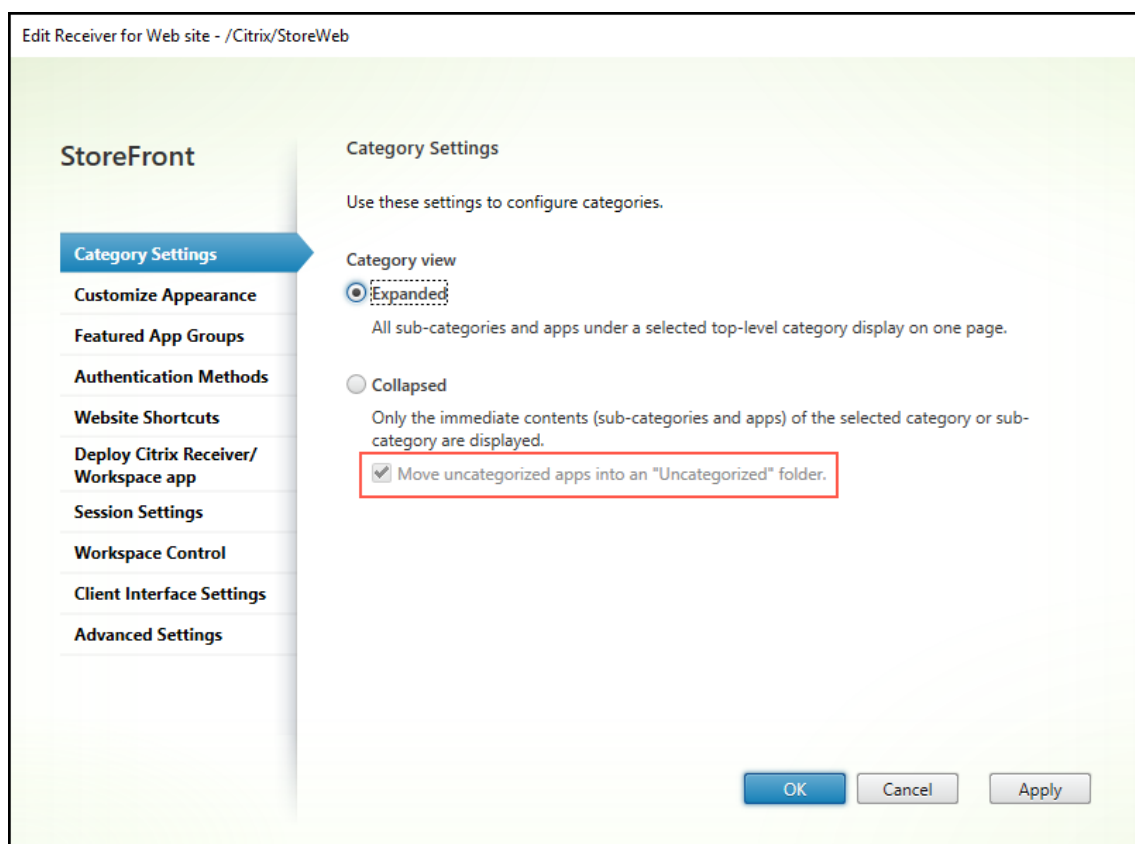 Edit Receiver for Web site - /Citrix/StoreWeb
StoreFront
Category Settings
Customize Appearance
Featured App Groups
Authentication Methods
Website Shortcuts
Deploy Citrix Receiver/
Workspace app
Session Settings
Workspace Control
Client Interface Settings
Advanced Settings
Category Settings
Use these settings to configure categories.
Category view
Expanded
All sub-categories and apps under a selected top-level category display on one page.
Collapsed
Only the immediate contents (sub-categories and apps) of the selected category or sub-
category are displayed.
Move uncategorized apps into an "Uncategorized" folder.
OK
Cancel
Apply